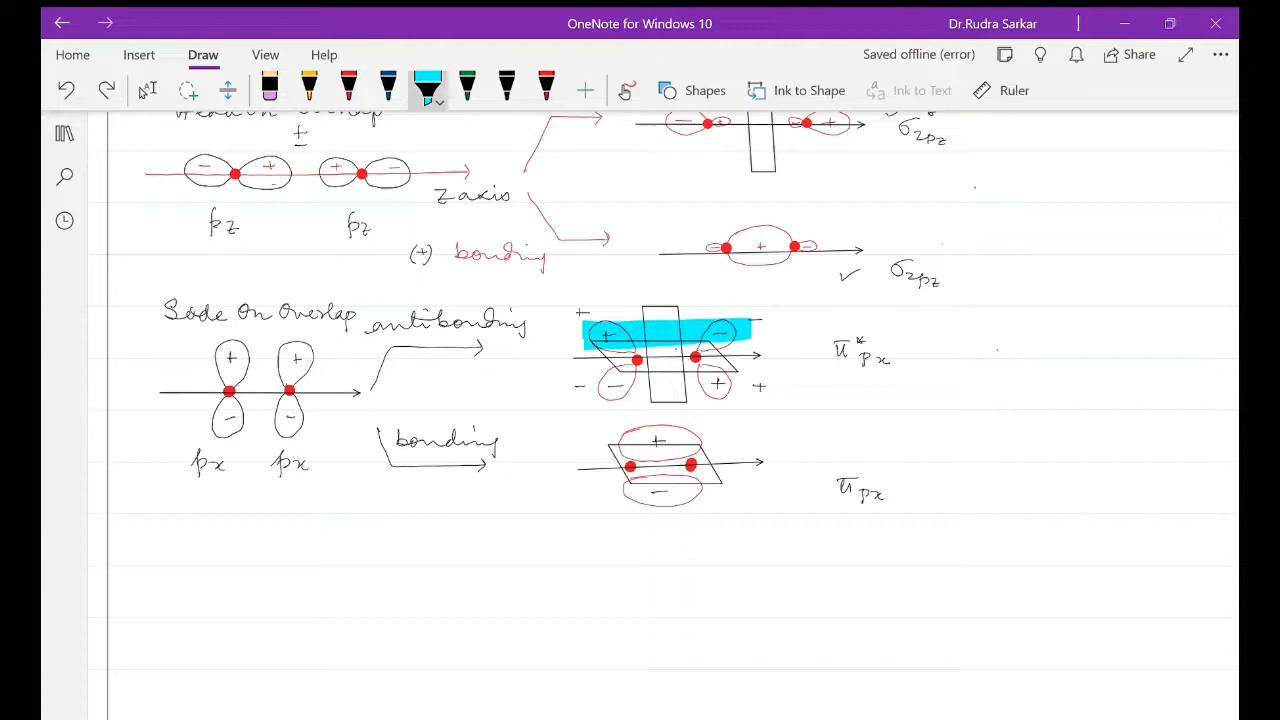 OneNote for Windows 10
Dr.Rudra Sarkar
Home Insert Draw View Help
Saved offline (error)
Share
Shapes
Ink to Shape
Ink to Text
Ruler
overlap
±
- + + -
z axis
pz pz
- + - +
σ*2pz
(+) bonding
- + -
✓ σ2pz
Side On Overlap
antibonding
+ +
- -
px px
+ + - -
- - + +
π*px
bonding
+
-
πpx